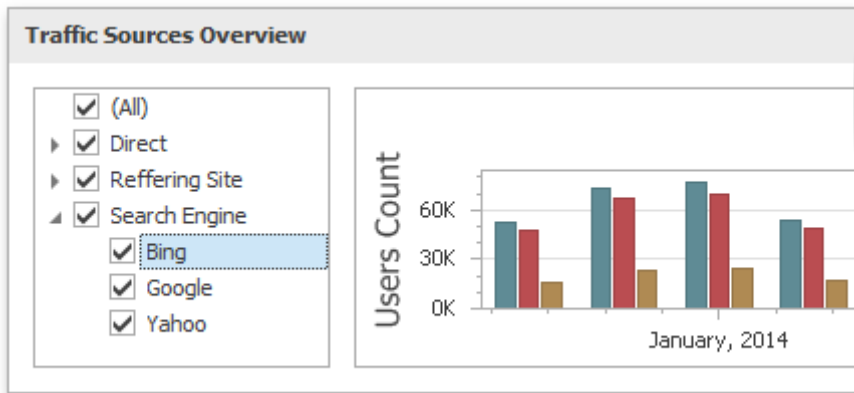 Traffic Sources Overview
(All)
Direct
Reffering Site
Search Engine
Bing
Google
Yahoo
Users Count
60K
30K
0K
January, 2014